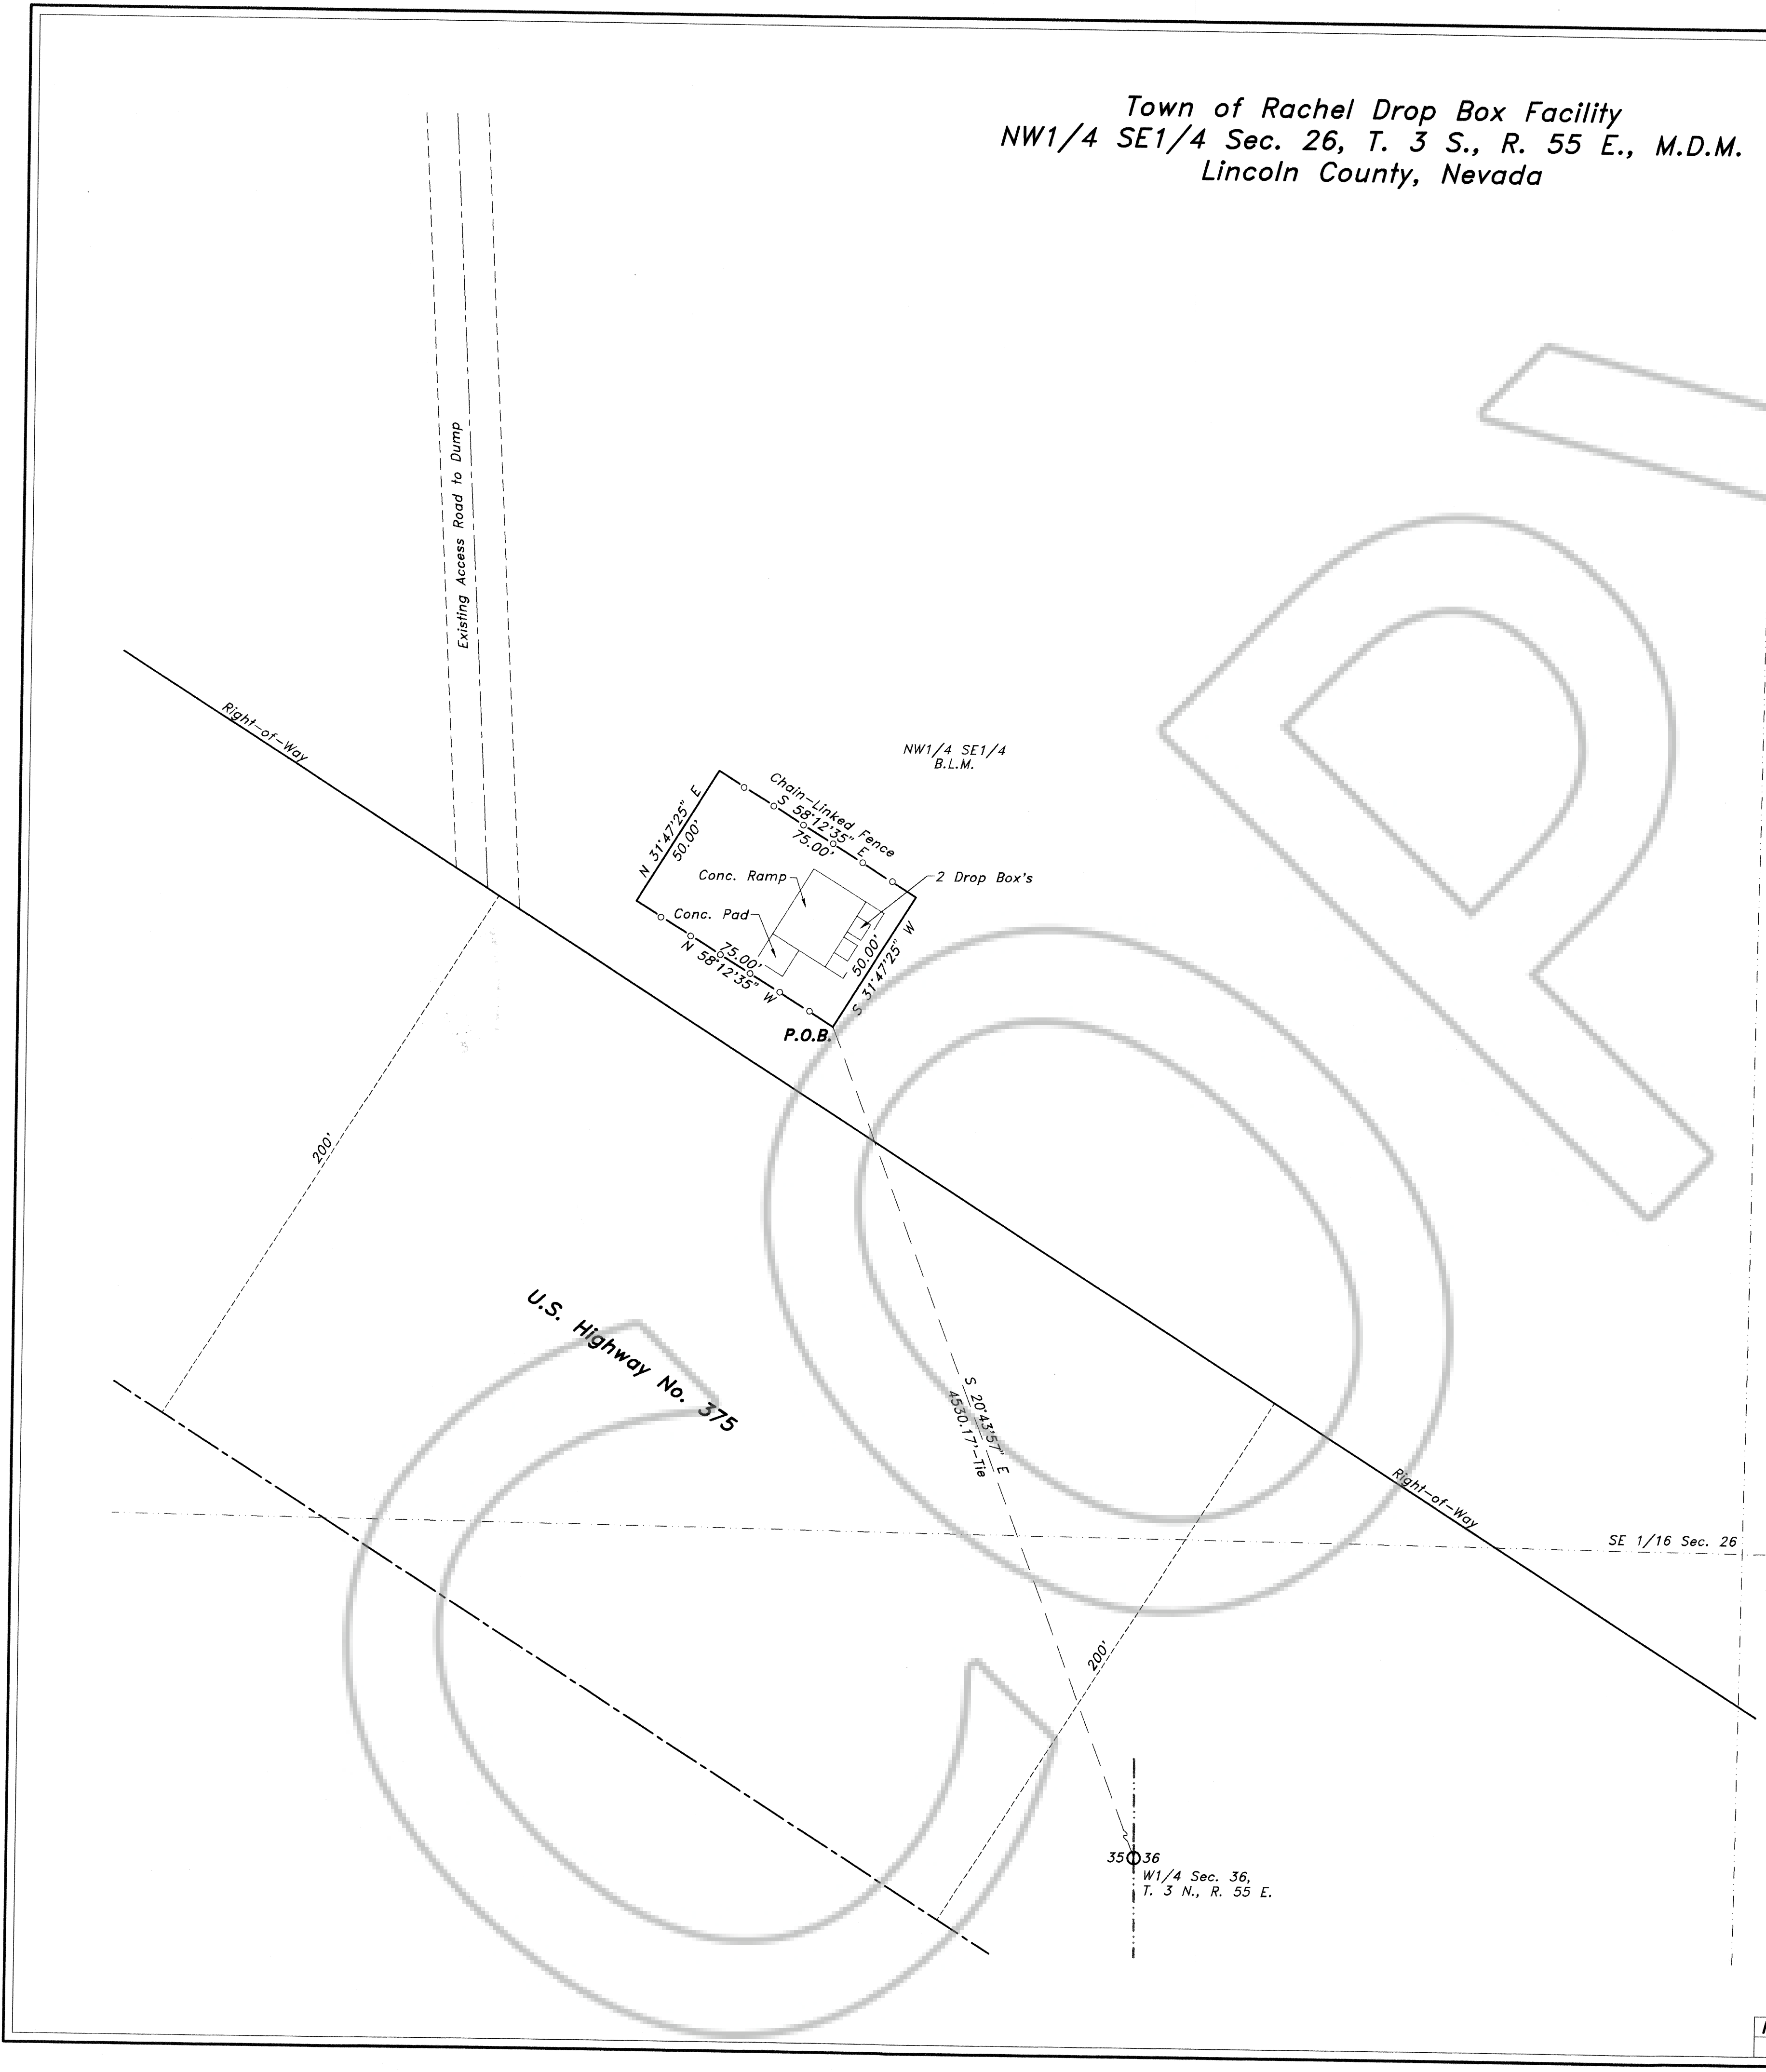 Town of Rachel Drop Box Facility
NW1/4 SE1/4 Sec. 26, T. 3 S., R. 55 E., M.D.M.
Lincoln County, Nevada
Existing Access Road to Dump
Right-of-Way
NW1/4 SE1/4
B.L.M.
Chain-Linked Fence
S 58°12'35" E
75.00'
N 31°47'25" E
50.00'
Conc. Ramp
2 Drop Box's
Conc. Pad
50.00'
S 31°47'25" W
75.00'
N 58°12'35" W
P.O.B.
200'
U.S. Highway No. 375
S 20°43'57" E
4530.17'-Tie
Right-of-Way
SE 1/16 Sec. 26
200'
35 36
W1/4 Sec. 36,
T. 3 N., R. 55 E.
COP